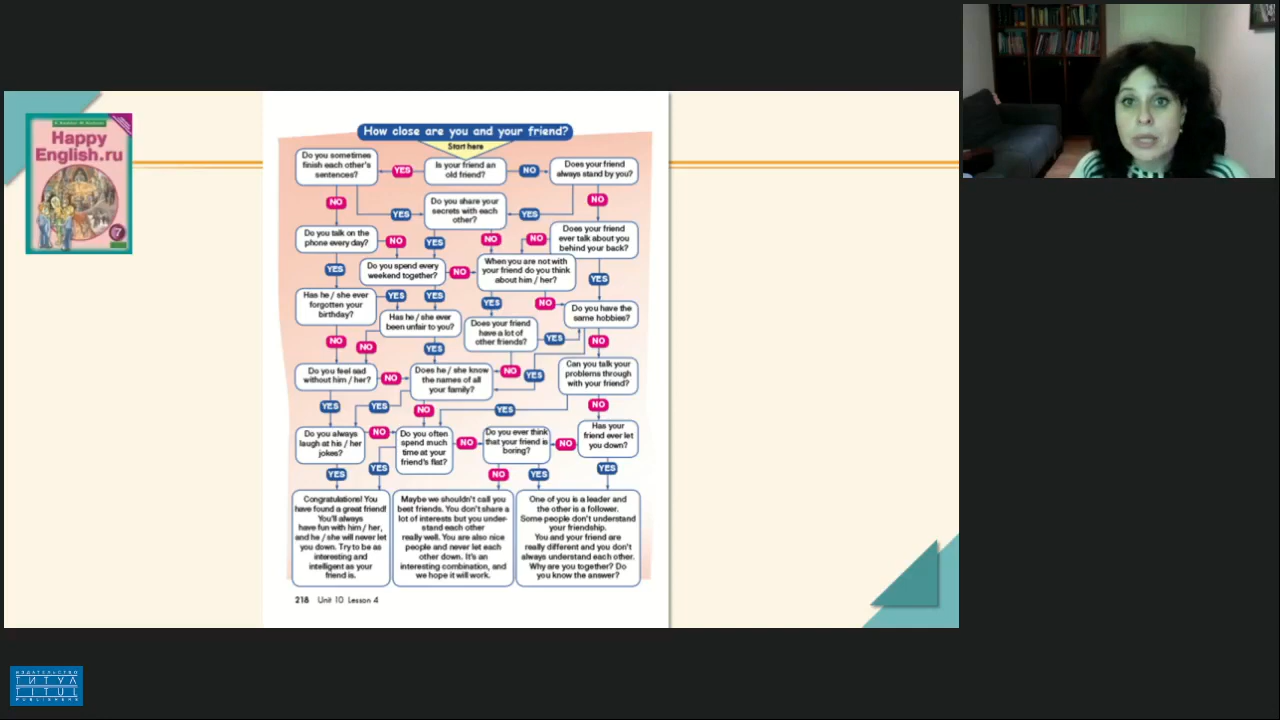 Happy
English.ru
7
How close are you and your friend?
Start here
Do you sometimes
finish each other's
sentences?
YES
Is your friend an
old friend?
NO
Does your friend
always stand by you?
NO
YES
Do you share your
secrets with each
other?
YES
NO
Do you talk on the
phone every day?
NO
YES
NO
NO
Does your friend
ever talk about you
behind your back?
YES
Do you spend every
weekend together?
NO
When you are not with
your friend do you think
about him / her?
YES
Has he / she ever
forgotten your
birthday?
YES
YES
YES
NO
Do you have the
same hobbies?
Has he / she ever
been unfair to you?
Does your friend
have a lot of
other friends?
YES
NO
NO
NO
YES
Do you feel sad
without him / her?
NO
Does he / she know
the names of all
your family?
NO
YES
Can you talk your
problems through
with your friend?
YES
YES
NO
YES
NO
Do you always
laugh at his / her
jokes?
NO
Do you often
spend much
time at your
friend's flat?
NO
Do you ever think
that your friend is
boring?
NO
Has your
friend ever let
you down?
YES
YES
NO
YES
YES
Congratulations! You
have found a great friend!
You'll always
have fun with him / her,
and he / she will never let
you down. Try to be as
interesting and
intelligent as your
friend is.
Maybe we shouldn't call you
best friends. You don't share a
lot of interests but you under-
stand each other
really well. You are also nice
people and never let each
other down. It's an
interesting combination, and
we hope it will work.
One of you is a leader and
the other is a follower.
Some people don't understand
your friendship.
You and your friend are
really different and you don't
always understand each other.
Why are you together? Do
you know the answer?
218 Unit 10 Lesson 4
ИЗДАТЕЛЬСТВО
ТИТУЛ
TITUL
PUBLISHERS